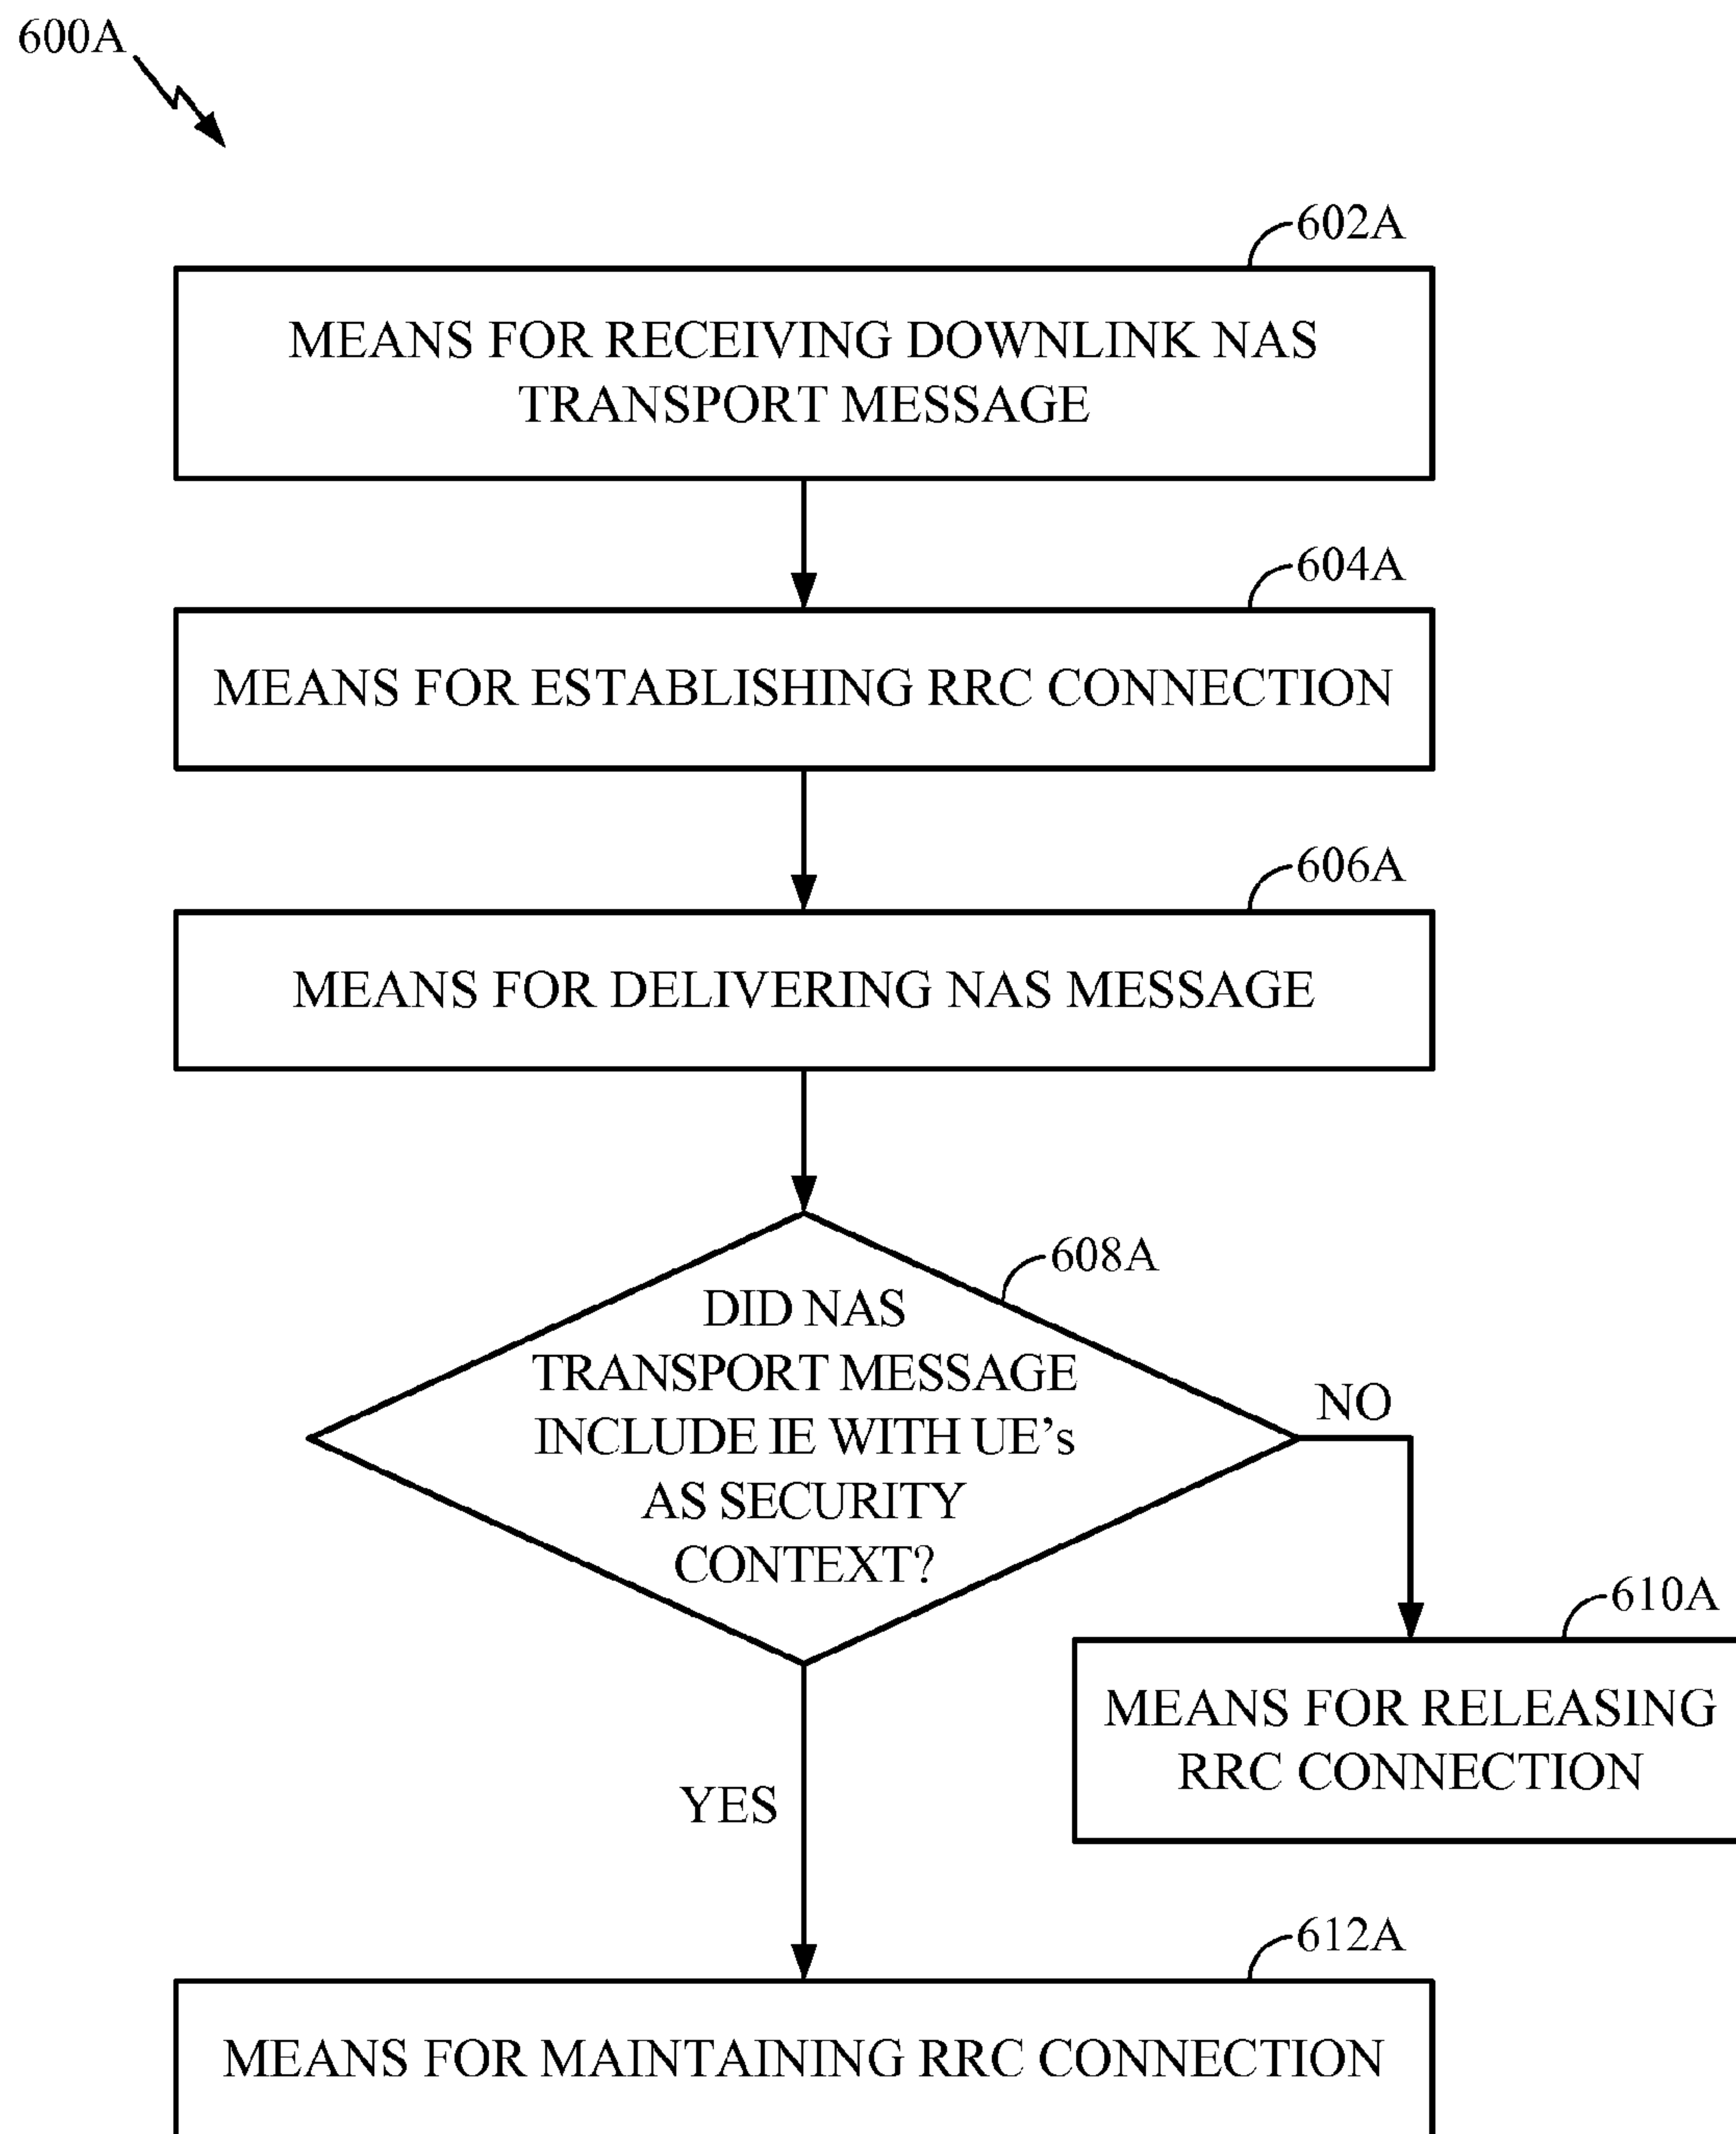 600A
602A
MEANS FOR RECEIVING DOWNLINK NAS
TRANSPORT MESSAGE
604A
MEANS FOR ESTABLISHING RRC CONNECTION
606A
MEANS FOR DELIVERING NAS MESSAGE
608A
DID NAS
TRANSPORT MESSAGE
INCLUDE IE WITH UE's
AS SECURITY
CONTEXT?
NO
610A
MEANS FOR RELEASING
RRC CONNECTION
YES
612A
MEANS FOR MAINTAINING RRC CONNECTION